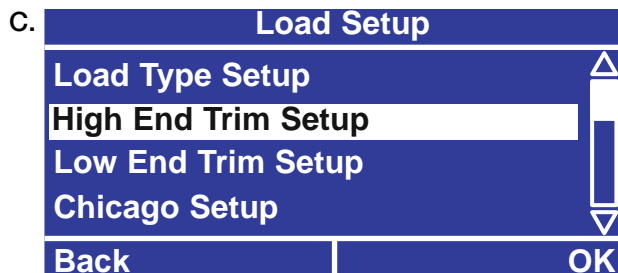 C.
Load Setup
Load Type Setup
High End Trim Setup
Low End Trim Setup
Chicago Setup
Back OK